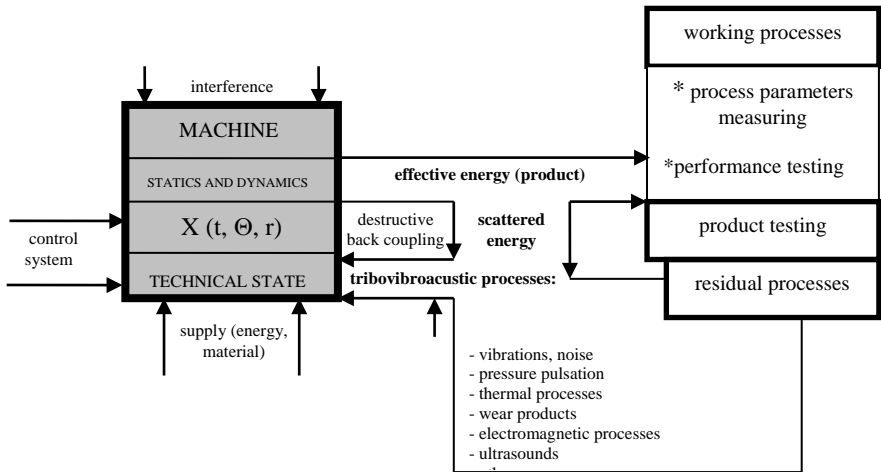 working processes
interference
* process parameters
measuring
MACHINE
effective energy (product)
*performance testing
STATICS AND DYNAMICS
X (t, Θ, r)
destructive
back coupling
scattered
energy
product testing
control
system
TECHNICAL STATE
tribovibroacustic processes:
residual processes
supply (energy,
material)
- vibrations, noise
- pressure pulsation
- thermal processes
- wear products
- electromagnetic processes
- ultrasounds